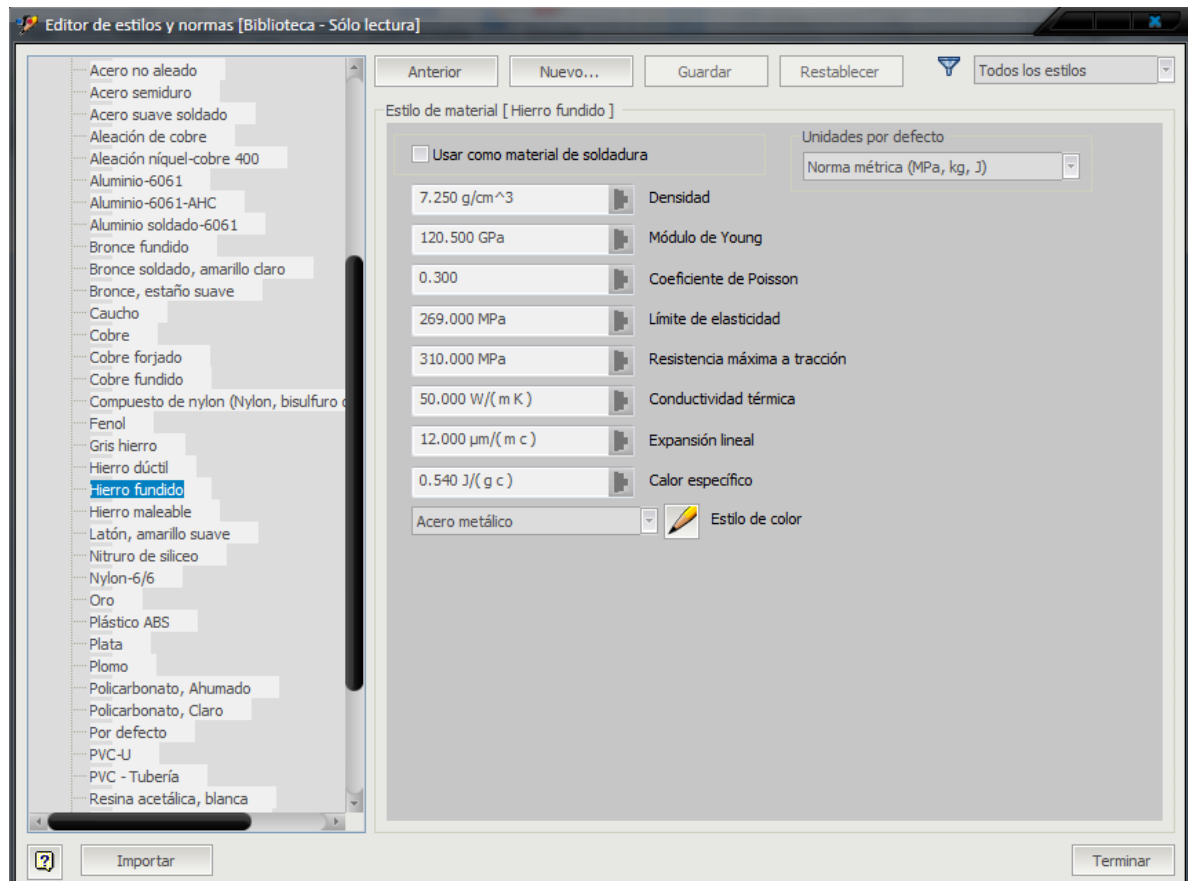 Editor de estilos y normas [Biblioteca - Sólo lectura]
Acero no aleado
Acero semiduro
Acero suave soldado
Aleación de cobre
Aleación níquel-cobre 400
Aluminio-6061
Aluminio-6061-AHC
Aluminio soldado-6061
Bronce fundido
Bronce soldado, amarillo claro
Bronce, estaño suave
Caucho
Cobre
Cobre forjado
Cobre fundido
Compuesto de nylon (Nylon, bisulfuro
Fenol
Gris hierro
Hierro dúctil
Hierro fundido
Hierro maleable
Latón, amarillo suave
Nitruro de siliceo
Nylon-6/6
Oro
Plástico ABS
Plata
Plomo
Policarbonato, Ahumado
Policarbonato, Claro
Por defecto
PVC-U
PVC - Tubería
Resina acetálica, blanca
Importar
Anterior Nuevo... Guardar Restablecer Todos los estilos
Estilo de material [ Hierro fundido ]
Usar como material de soldadura
Unidades por defecto
Norma métrica (MPa, kg, J)
7.250 g/cm^3 Densidad
120.500 GPa Módulo de Young
0.300 Coeficiente de Poisson
269.000 MPa Límite de elasticidad
310.000 MPa Resistencia máxima a tracción
50.000 W/( m K ) Conductividad térmica
12.000 µm/( m c ) Expansión lineal
0.540 J/( g c ) Calor específico
Acero metálico Estilo de color
Terminar